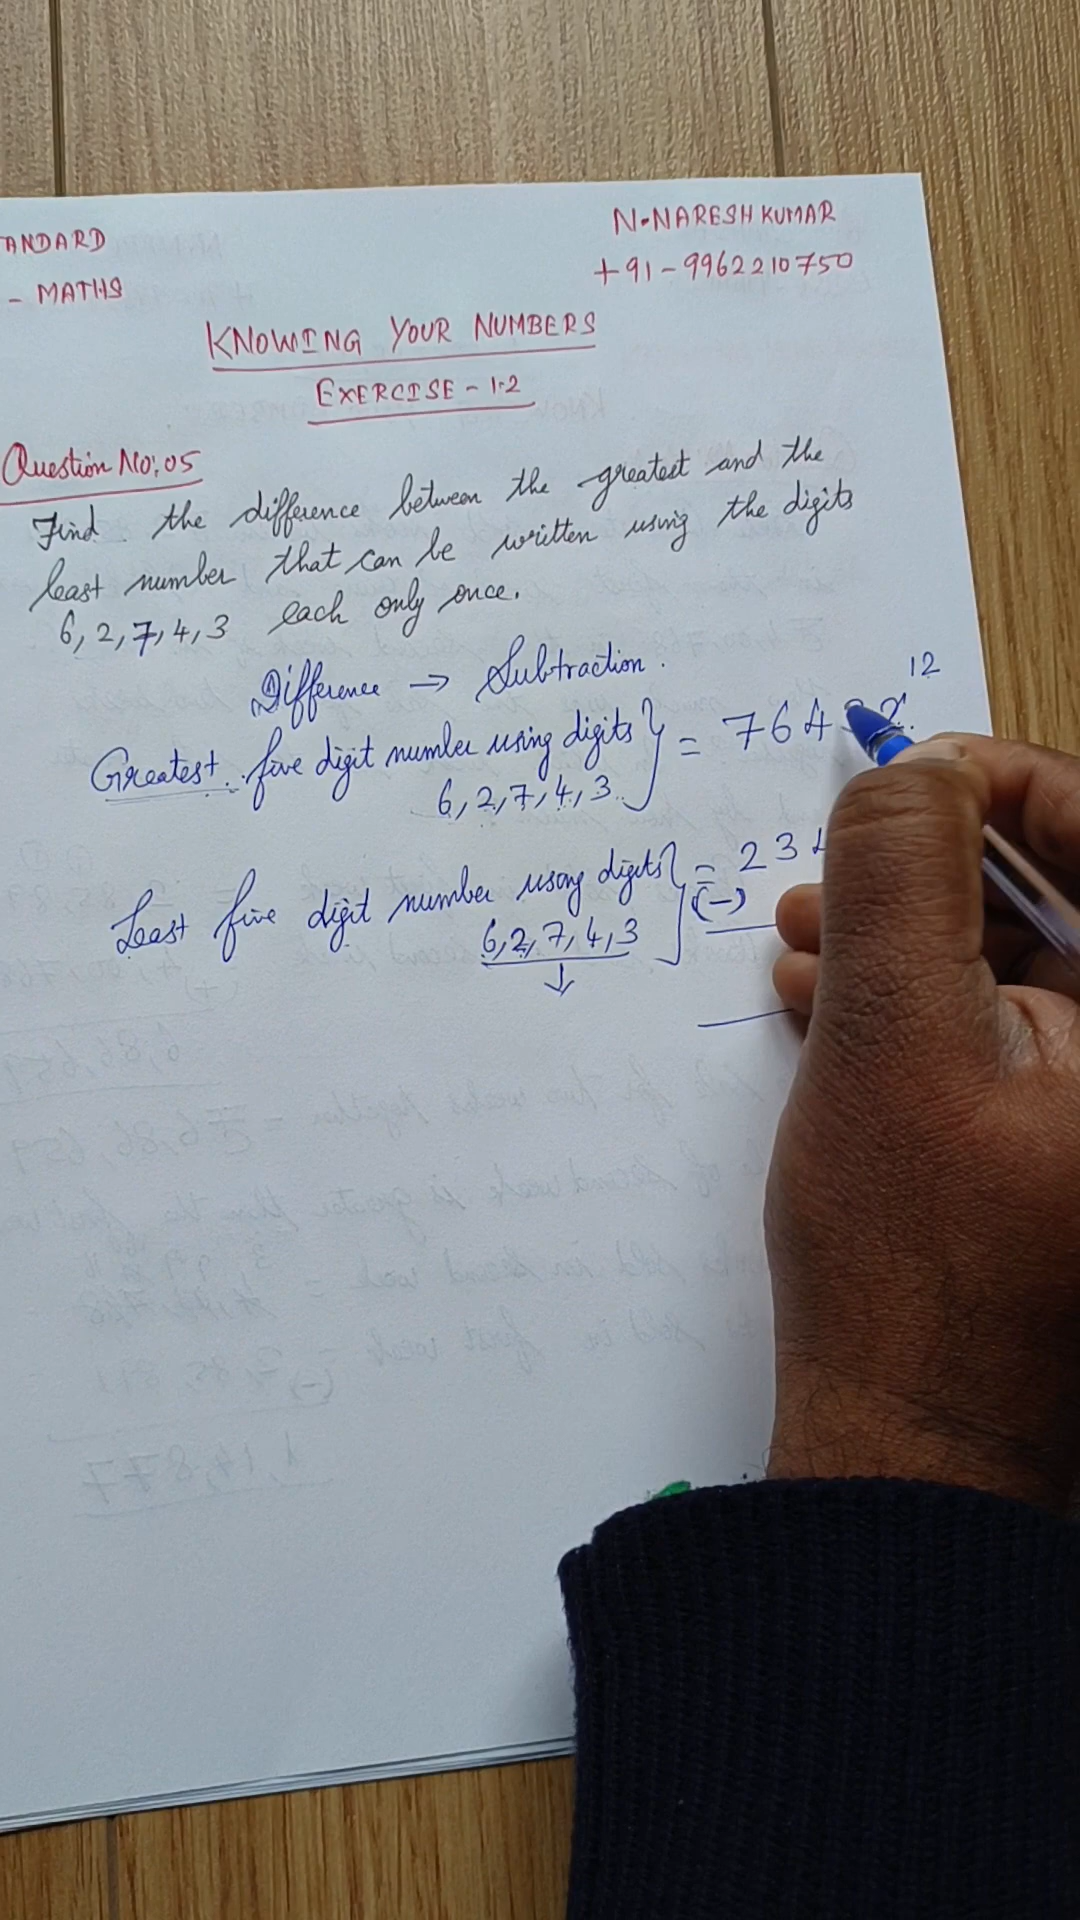 ANDARD
N. NARESH KUMAR
- MATHS
+91-9962210750
KNOWING YOUR NUMBERS
EXERCISE - 1.2
Question No: 05
Find the difference between the greatest and the
least number that can be written using the digits
6, 2, 7, 4, 3 each only once.
Difference → Subtraction.
12
Greatest five digit number using digits } = 764
6, 2, 7, 4, 3
Least five digit number using digits } = 234
6, 2, 7, 4, 3 (-)
↓